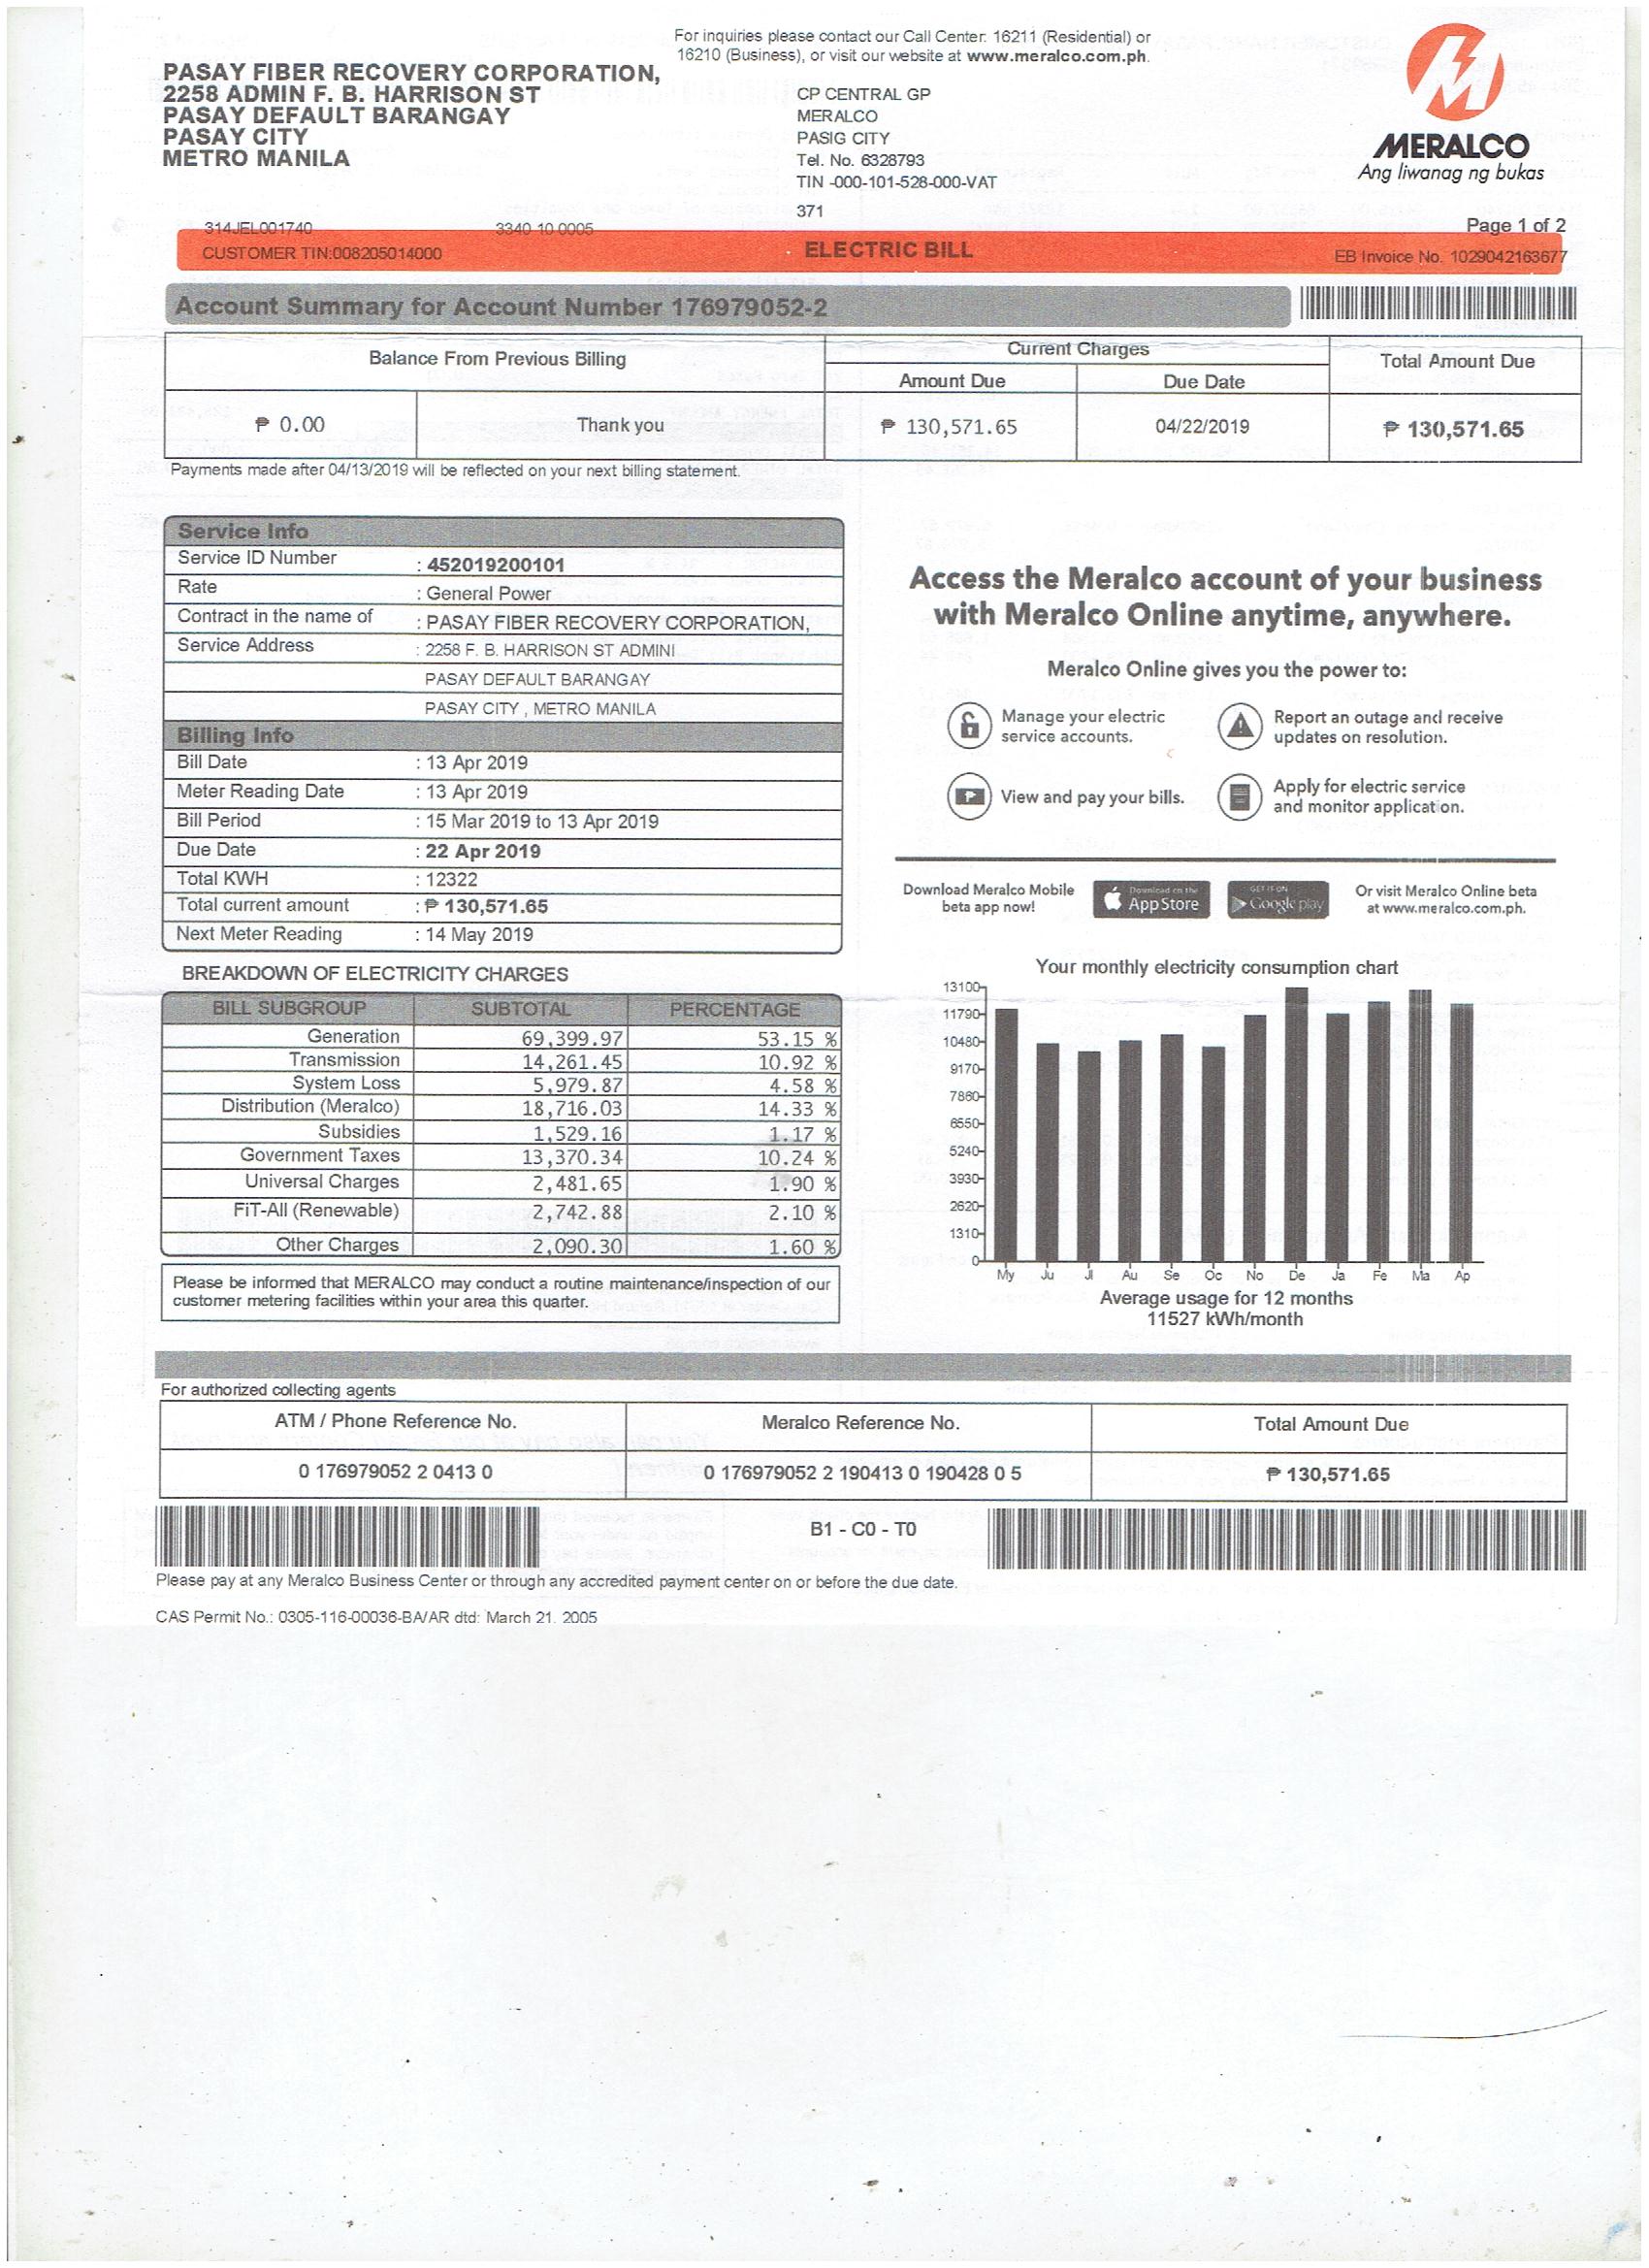 For inquiries please contact our Call Center: 16211 (Residential) or
16210 (Business), or visit our website at www.meralco.com.ph.
PASAY FIBER RECOVERY CORPORATION,
2258 ADMIN F. B. HARRISON ST
PASAY DEFAULT BARANGAY
PASAY CITY
METRO MANILA
CP CENTRAL GP
MERALCO
PASIG CITY
Tel. No. 6328793
TIN -000-101-528-000-VAT
371
MERALCO
Ang liwanag ng bukas
314JEL001740 3340 10 0005 Page 1 of 2
CUSTOMER TIN:008205014000 ELECTRIC BILL EB Invoice No. 1029042163677
Account Summary for Account Number 176979052-2
Balance From Previous Billing Current Charges Total Amount Due
Amount Due Due Date
₱ 0.00 Thank you ₱ 130,571.65 04/22/2019 ₱ 130,571.65
Payments made after 04/13/2019 will be reflected on your next billing statement.
Service Info
Service ID Number : 452019200101
Rate : General Power
Contract in the name of : PASAY FIBER RECOVERY CORPORATION,
Service Address : 2258 F. B. HARRISON ST ADMINI
PASAY DEFAULT BARANGAY
PASAY CITY , METRO MANILA
Billing Info
Bill Date : 13 Apr 2019
Meter Reading Date : 13 Apr 2019
Bill Period : 15 Mar 2019 to 13 Apr 2019
Due Date : 22 Apr 2019
Total KWH : 12322
Total current amount : ₱ 130,571.65
Next Meter Reading : 14 May 2019
BREAKDOWN OF ELECTRICITY CHARGES
BILL SUBGROUP SUBTOTAL PERCENTAGE
Generation 69,399.97 53.15 %
Transmission 14,261.45 10.92 %
System Loss 5,979.87 4.58 %
Distribution (Meralco) 18,716.03 14.33 %
Subsidies 1,529.16 1.17 %
Government Taxes 13,370.34 10.24 %
Universal Charges 2,481.65 1.90 %
FiT-All (Renewable) 2,742.88 2.10 %
Other Charges 2,090.30 1.60 %
Please be informed that MERALCO may conduct a routine maintenance/inspection of our
customer metering facilities within your area this quarter.
Access the Meralco account of your business
with Meralco Online anytime, anywhere.
Meralco Online gives you the power to:
Manage your electric
service accounts.
Report an outage and receive
updates on resolution.
View and pay your bills.
Apply for electric service
and monitor application.
Download Meralco Mobile
beta app now!
Download on the
App Store
GET IT ON
Google play
Or visit Meralco Online beta
at www.meralco.com.ph.
Your monthly electricity consumption chart
13100
11790
10480
9170
7860
6550
5240
3930
2620
1310
0
My Ju Jl Au Se Oc No De Ja Fe Ma Ap
Average usage for 12 months
11527 kWh/month
For authorized collecting agents
ATM / Phone Reference No. Meralco Reference No. Total Amount Due
0 176979052 2 0413 0 0 176979052 2 190413 0 190428 0 5 ₱ 130,571.65
B1 - C0 - T0
Please pay at any Meralco Business Center or through any accredited payment center on or before the due date.
CAS Permit No.: 0305-116-00036-BA/AR dtd: March 21. 2005